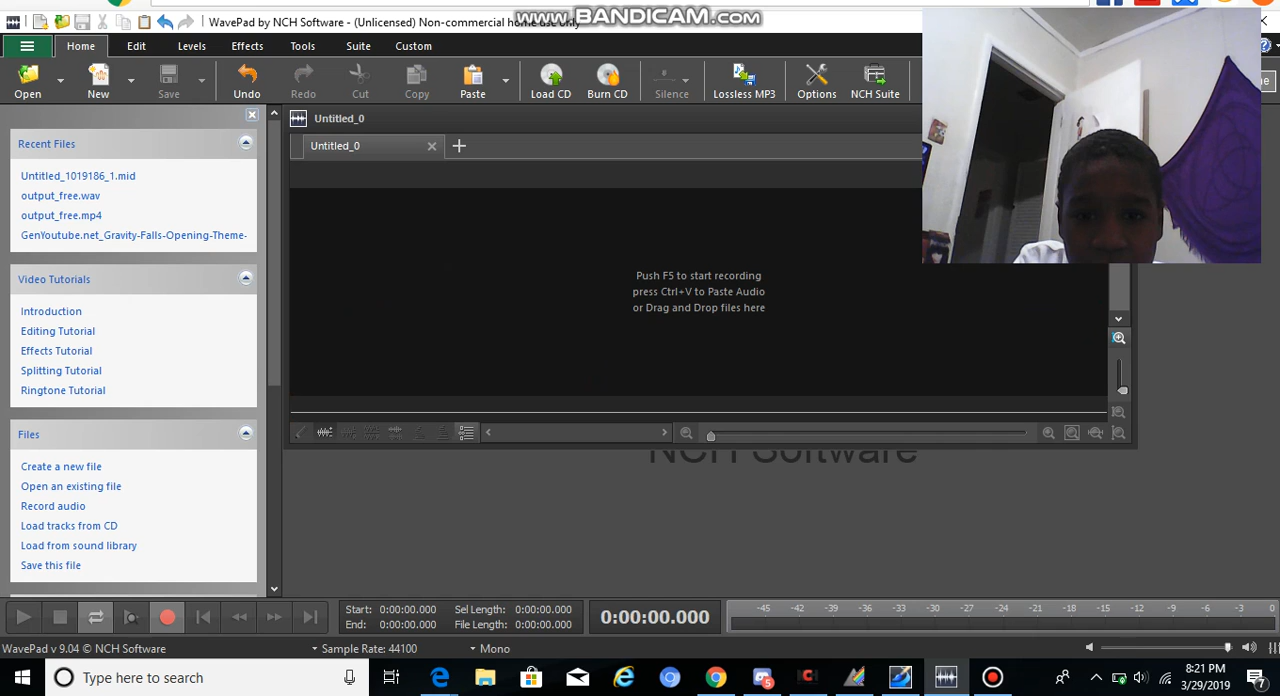 www.BANDICAM.com
WavePad by NCH Software - (Unlicensed) Non-commercial home use only
Home Edit Levels Effects Tools Suite Custom
Open New Save Undo Redo Cut Copy Paste Load CD Burn CD Silence Lossless MP3 Options NCH Suite
Untitled_0
Untitled_0
Recent Files
Untitled_1019186_1.mid
output_free.wav
output_free.mp4
GenYoutube.net_Gravity-Falls-Opening-Theme-
Video Tutorials
Introduction
Editing Tutorial
Effects Tutorial
Splitting Tutorial
Ringtone Tutorial
Files
Create a new file
Open an existing file
Record audio
Load tracks from CD
Load from sound library
Save this file
Push F5 to start recording
press Ctrl+V to Paste Audio
or Drag and Drop files here
NCH Software
Start: 0:00:00.000 Sel Length: 0:00:00.000
End: 0:00:00.000 File Length: 0:00:00.000
0:00:00.000
-45 -42 -39 -36 -33 -30 -27 -24 -21 -18 -15 -12 -9 -6 -3 0
WavePad v 9.04 © NCH Software Sample Rate: 44100 Mono
Type here to search
5
8:21 PM
3/29/2019
7